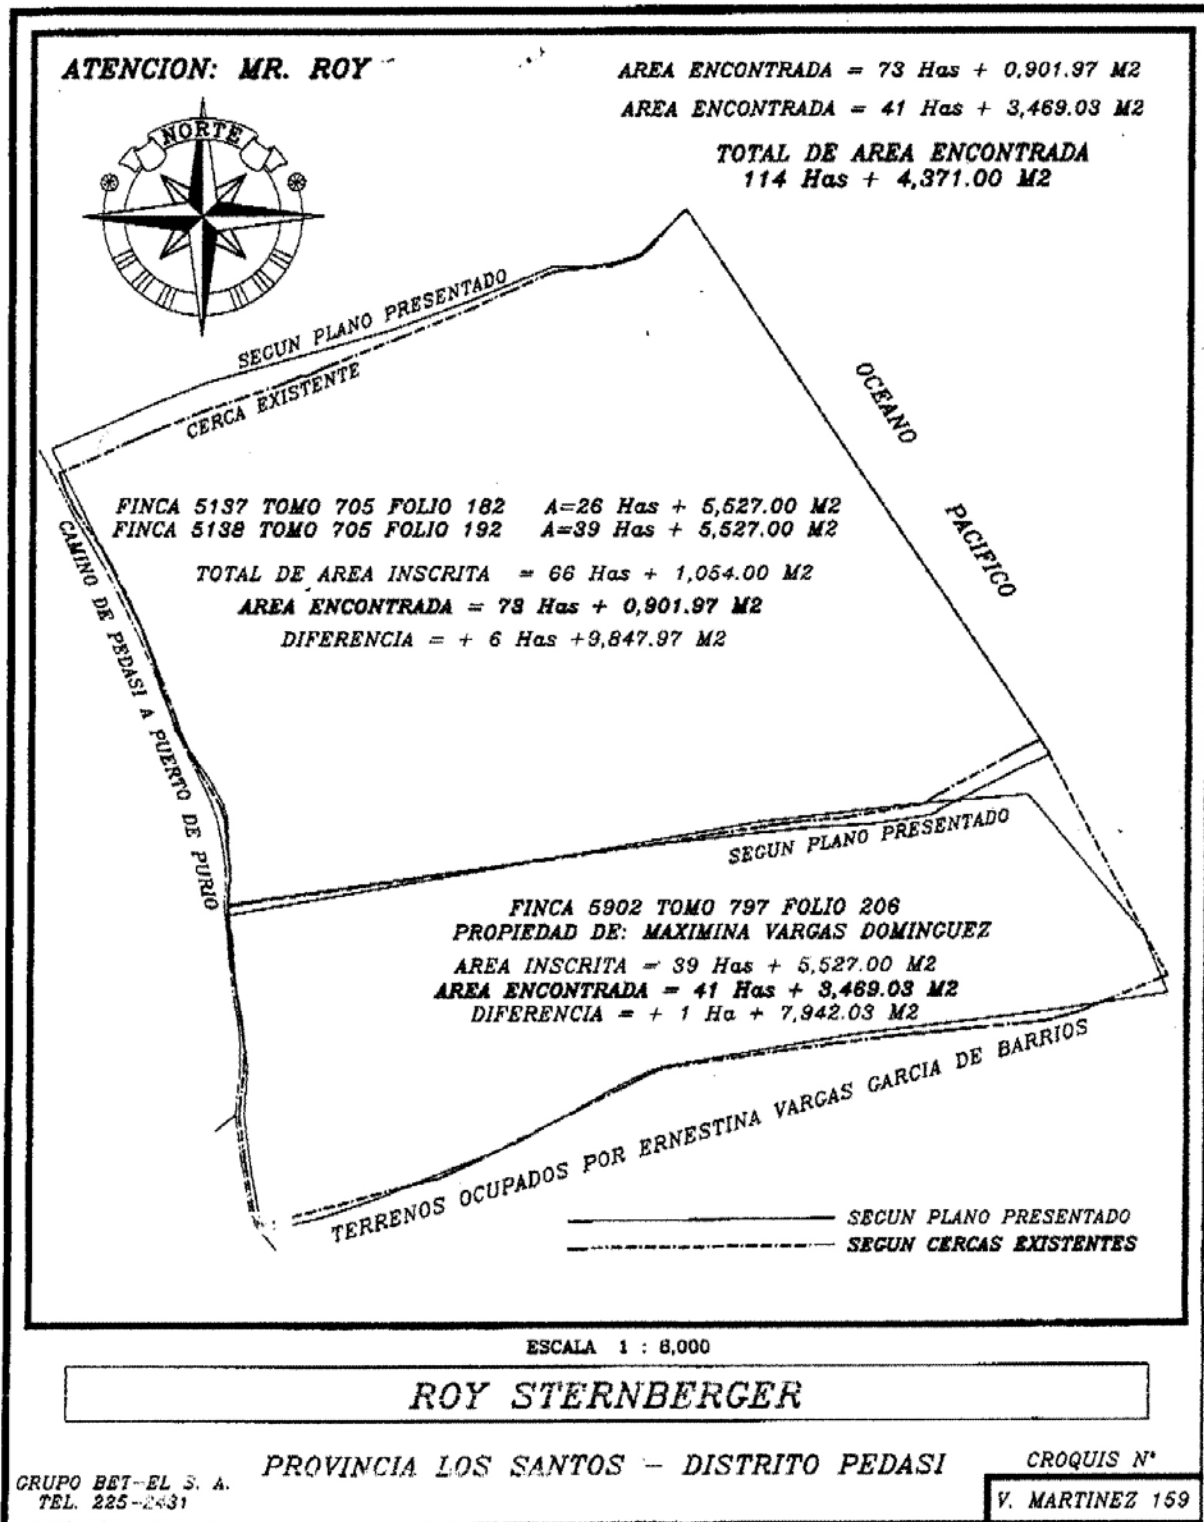 ATENCION: MR. ROY
NORTE
AREA ENCONTRADA = 73 Has + 0,901.97 M2
AREA ENCONTRADA = 41 Has + 3,469.03 M2
TOTAL DE AREA ENCONTRADA
114 Has + 4,371.00 M2
SEGUN PLANO PRESENTADO
CERCA EXISTENTE
OCEANO PACIFICO
FINCA 5137 TOMO 705 FOLIO 182 A=26 Has + 5,527.00 M2
FINCA 5138 TOMO 705 FOLIO 192 A=39 Has + 5,527.00 M2
TOTAL DE AREA INSCRITA = 66 Has + 1,054.00 M2
AREA ENCONTRADA = 73 Has + 0,901.97 M2
DIFERENCIA = + 6 Has +9,847.97 M2
CAMINO DE PEDASI A PUERTO DE PURIO
SEGUN PLANO PRESENTADO
FINCA 5902 TOMO 797 FOLIO 206
PROPIEDAD DE: MAXIMINA VARGAS DOMINGUEZ
AREA INSCRITA = 39 Has + 5,527.00 M2
AREA ENCONTRADA = 41 Has + 3,469.03 M2
DIFERENCIA = + 1 Ha + 7,942.03 M2
TERRENOS OCUPADOS POR ERNESTINA VARGAS GARCIA DE BARRIOS
SEGUN PLANO PRESENTADO
SEGUN CERCAS EXISTENTES
ESCALA 1 : 6,000
ROY STERNBERGER
PROVINCIA LOS SANTOS - DISTRITO PEDASI
GRUPO BET-EL S. A.
TEL. 225-2431
CROQUIS N°
V. MARTINEZ 159